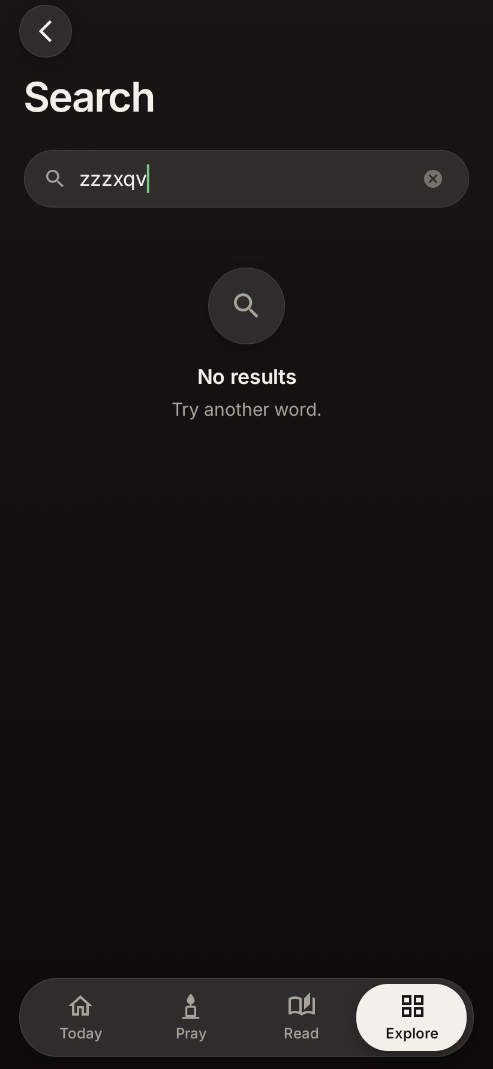 Search
zzzxqv
No results
Try another word.
Today
Pray
Read
Explore